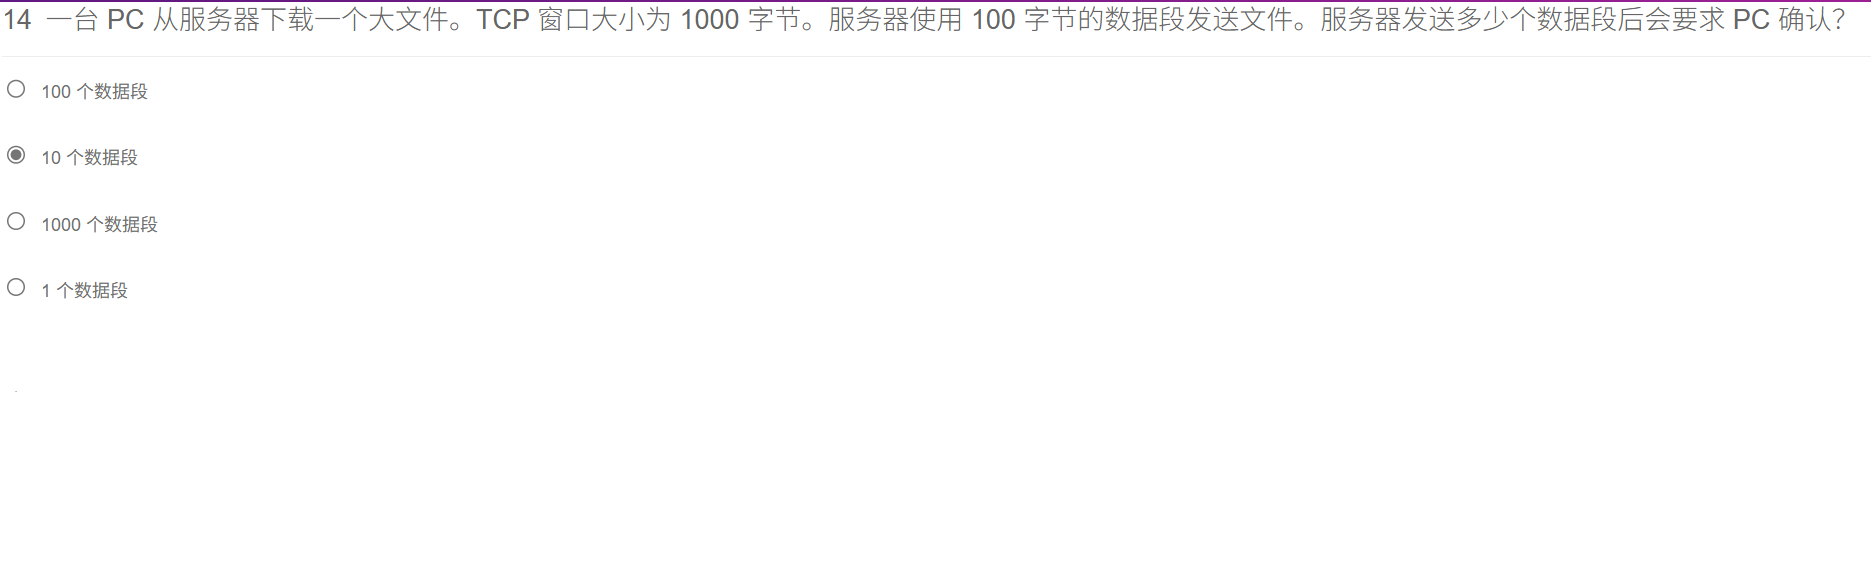 14 一台 PC 从服务器下载一个大文件。TCP 窗口大小为 1000 字节。服务器使用 100 字节的数据段发送文件。服务器发送多少个数据段后会要求 PC 确认?
100 个数据段
10 个数据段
1000 个数据段
1 个数据段